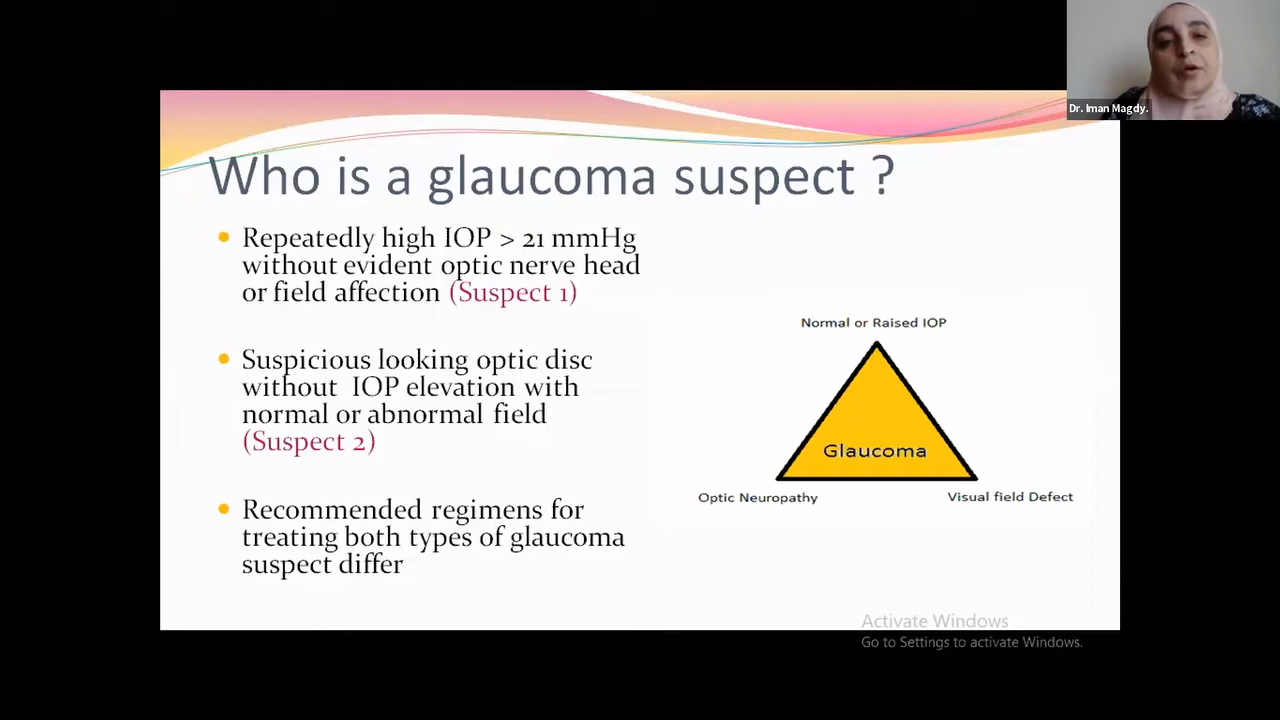 Dr. Iman Magdy.
Who is a glaucoma suspect ?
Repeatedly high IOP > 21 mmHg
without evident optic nerve head
or field affection (Suspect 1)
Suspicious looking optic disc
without IOP elevation with
normal or abnormal field
(Suspect 2)
Recommended regimens for
treating both types of glaucoma
suspect differ
Normal or Raised IOP
Glaucoma
Optic Neuropathy
Visual field Defect
Activate Windows
Go to Settings to activate Windows.